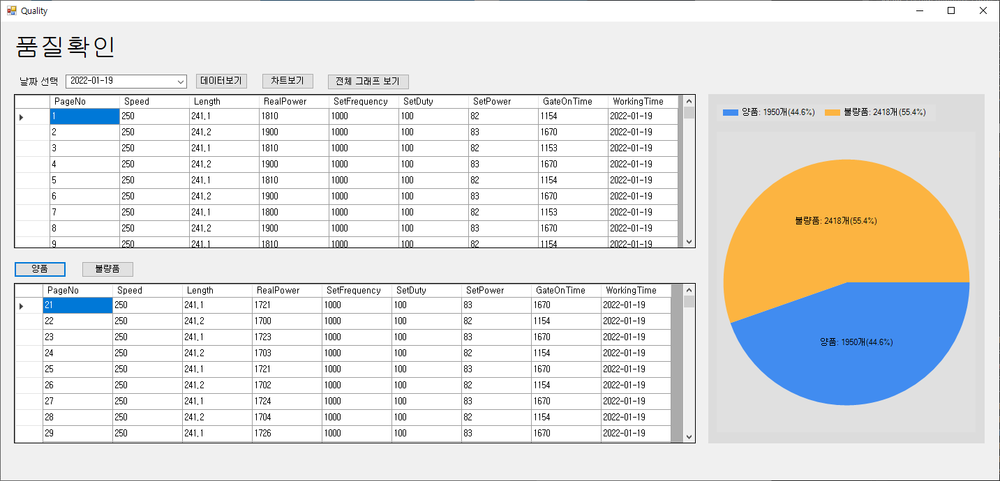 Quality
품질확인
날짜 선택 2022-01-19 데이터보기 차트보기 전체 그래프 보기
PageNo Speed Length RealPower SetFrequency SetDuty SetPower GateOnTime WorkingTime
1 250 241.1 1810 1000 100 82 1154 2022-01-19
2 250 241.2 1900 1000 100 83 1670 2022-01-19
3 250 241.1 1810 1000 100 82 1153 2022-01-19
4 250 241.2 1900 1000 100 83 1670 2022-01-19
5 250 241.1 1810 1000 100 82 1154 2022-01-19
6 250 241.2 1900 1000 100 83 1670 2022-01-19
7 250 241.1 1800 1000 100 82 1153 2022-01-19
8 250 241.2 1900 1000 100 83 1670 2022-01-19
9 250 241.1 1810 1000 100 82 1154 2022-01-19
양품 불량품
PageNo Speed Length RealPower SetFrequency SetDuty SetPower GateOnTime WorkingTime
21 250 241.1 1721 1000 100 83 1670 2022-01-19
22 250 241.2 1700 1000 100 82 1154 2022-01-19
23 250 241.1 1723 1000 100 83 1670 2022-01-19
24 250 241.2 1703 1000 100 82 1154 2022-01-19
25 250 241.1 1721 1000 100 83 1670 2022-01-19
26 250 241.2 1702 1000 100 82 1154 2022-01-19
27 250 241.1 1724 1000 100 83 1670 2022-01-19
28 250 241.2 1704 1000 100 82 1154 2022-01-19
29 250 241.1 1726 1000 100 83 1670 2022-01-19
양품: 1950개(44.6%) 불량품: 2418개(55.4%)
불량품: 2418개(55.4%)
양품: 1950개(44.6%)